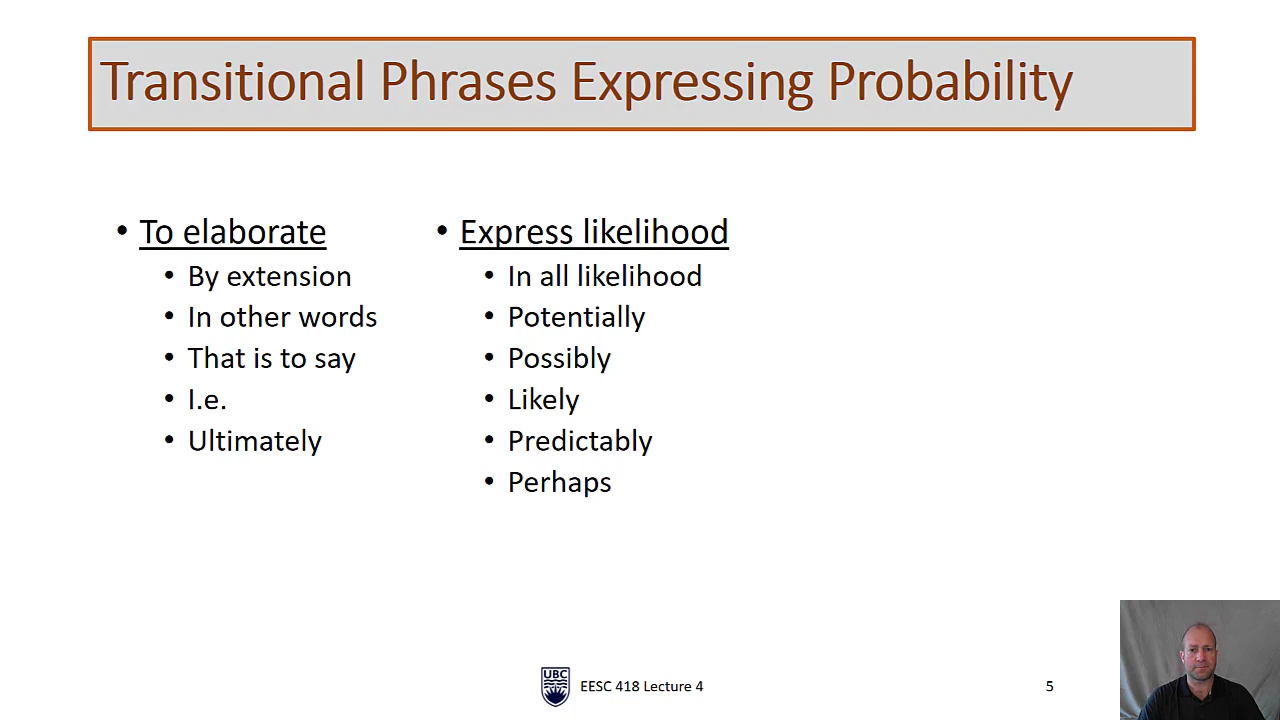 Transitional Phrases Expressing Probability
• To elaborate
• By extension
• In other words
• That is to say
• I.e.
• Ultimately
• Express likelihood
• In all likelihood
• Potentially
• Possibly
• Likely
• Predictably
• Perhaps
UBC
EESC 418 Lecture 4
5